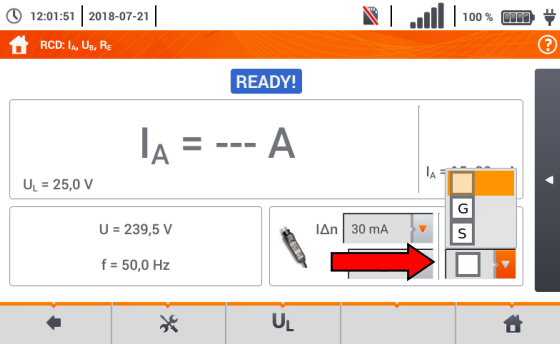 12:01:51 2018-07-21 100 %
RCD: IA, UB, RE
?
READY!
IA = --- A
UL = 25,0 V
IA =
U = 239,5 V
f = 50,0 Hz
IΔn 30 mA
G
S
UL